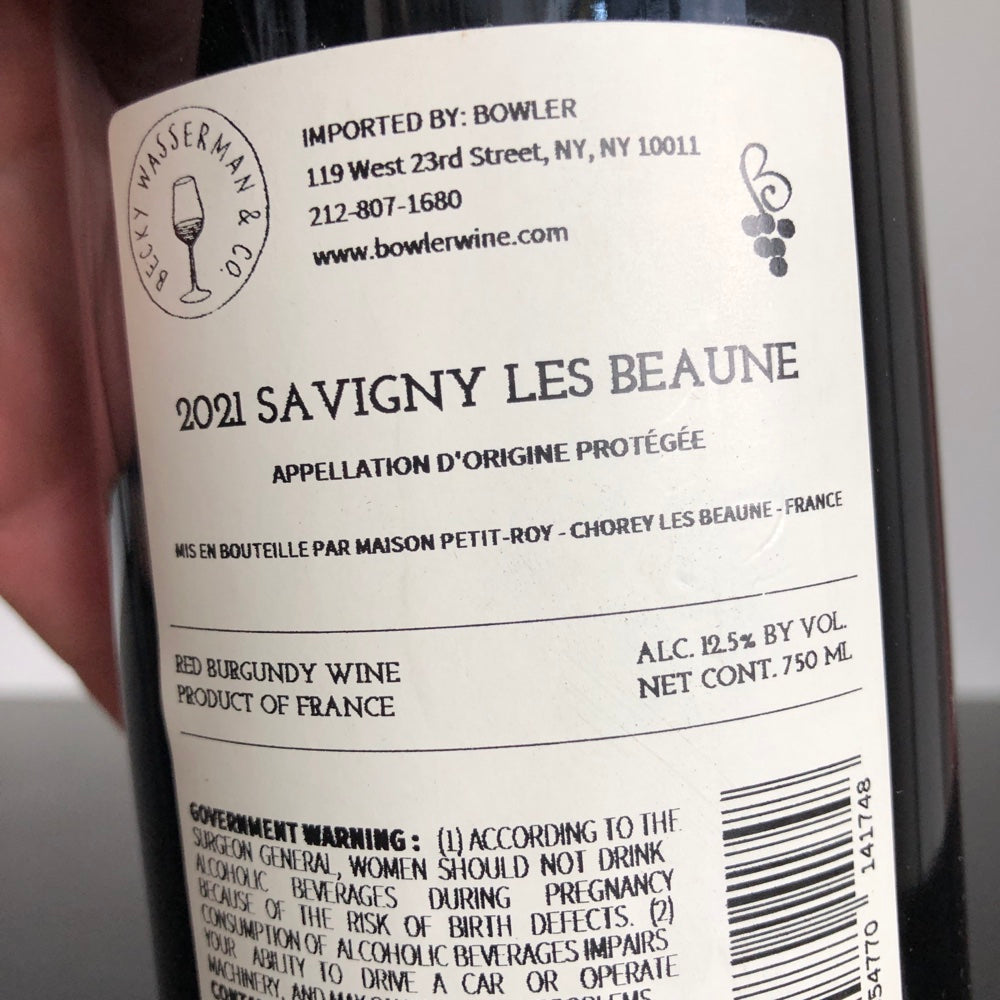 BECKY WASSERMAN & CO.
IMPORTED BY: BOWLER
119 West 23rd Street, NY, NY 10011
212-807-1680
www.bowlerwine.com
B
2021 SAVIGNY LES BEAUNE
APPELLATION D'ORIGINE PROTÉGÉE
MIS EN BOUTEILLE PAR MAISON PETIT-ROY - CHOREY LES BEAUNE - FRANCE
RED BURGUNDY WINE
PRODUCT OF FRANCE
ALC. 12.5% BY VOL.
NET CONT. 750 ML
GOVERNMENT WARNING: (1) ACCORDING TO THE
SURGEON GENERAL, WOMEN SHOULD NOT DRINK
ALCOHOLIC BEVERAGES DURING PREGNANCY
BECAUSE OF THE RISK OF BIRTH DEFECTS. (2)
CONSUMPTION OF ALCOHOLIC BEVERAGES IMPAIRS
YOUR ABILITY TO DRIVE A CAR OR OPERATE
MACHINERY, AND MAY
54770 141748